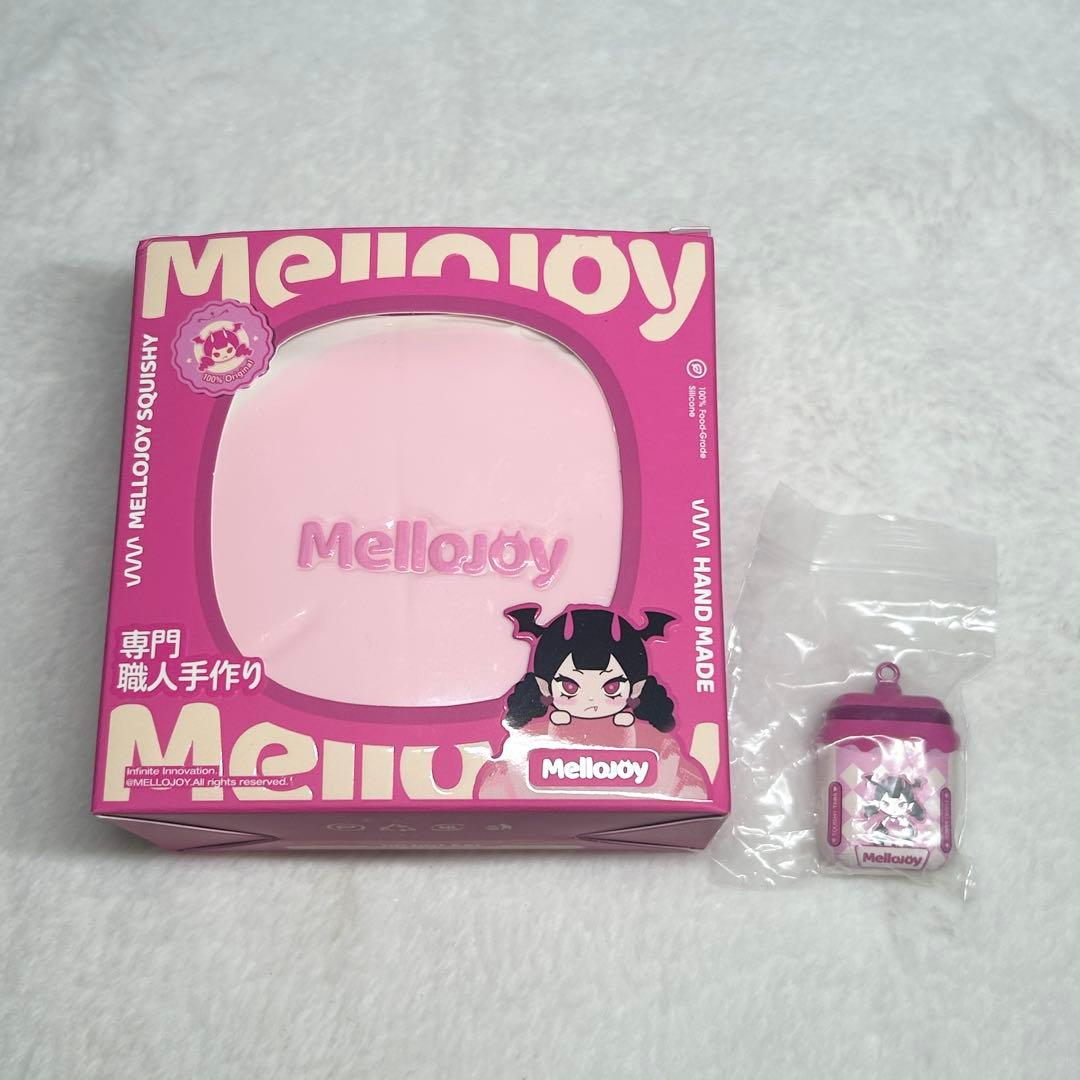 MelloJoy
100% Original
MELLOJOY SQUISHY
100% Food-Grade
Silicone
MelloJoy
HAND MADE
専門
職人手作り
MelloJoy
Infinite Innovation.
@MELLOJOY.All rights reserved.
MelloJoy
MelloJoy